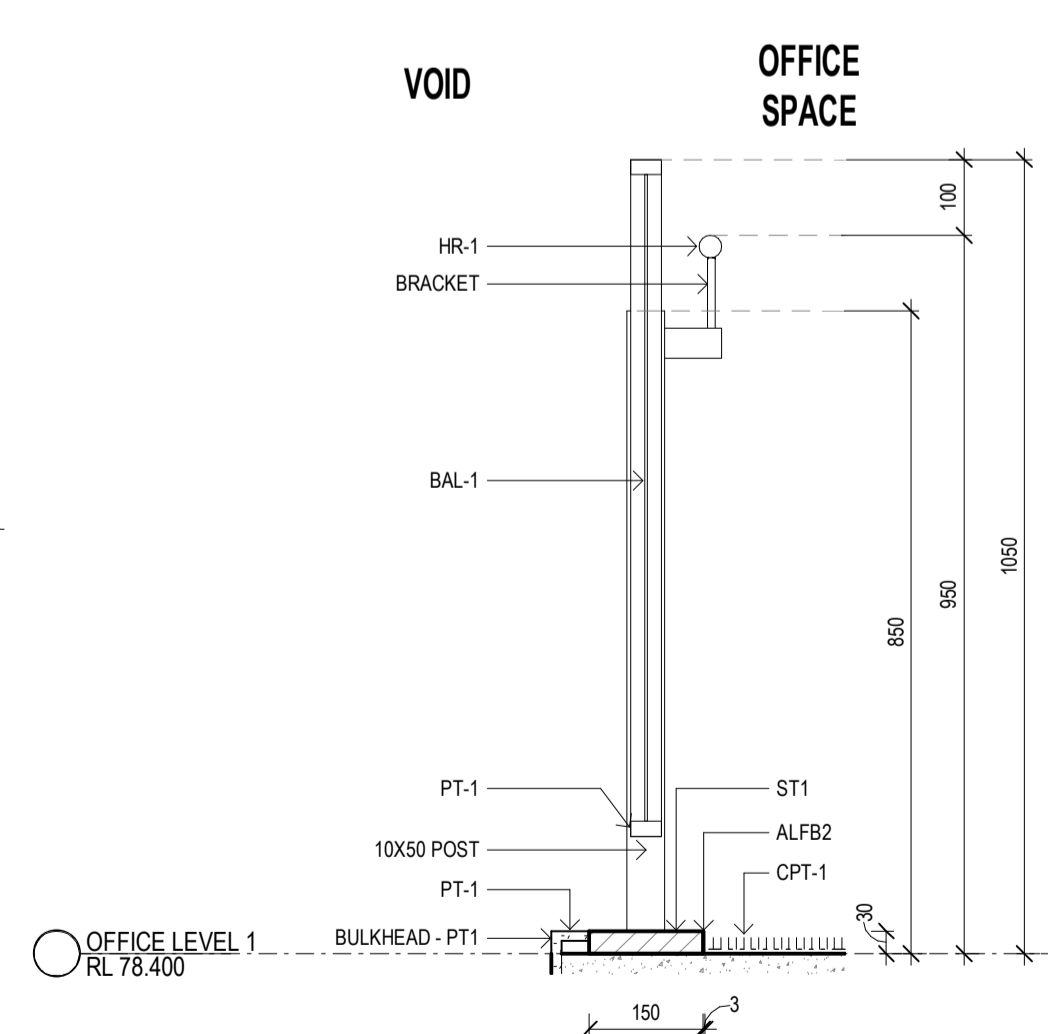 VOID
OFFICE
SPACE
100
HR-1
BRACKET
BAL-1
1050
950
850
PT-1
ST1
ALFB2
10X50 POST
CPT-1
PT-1
30
BULKHEAD - PT1
OFFICE LEVEL 1
RL 78.400
150
3